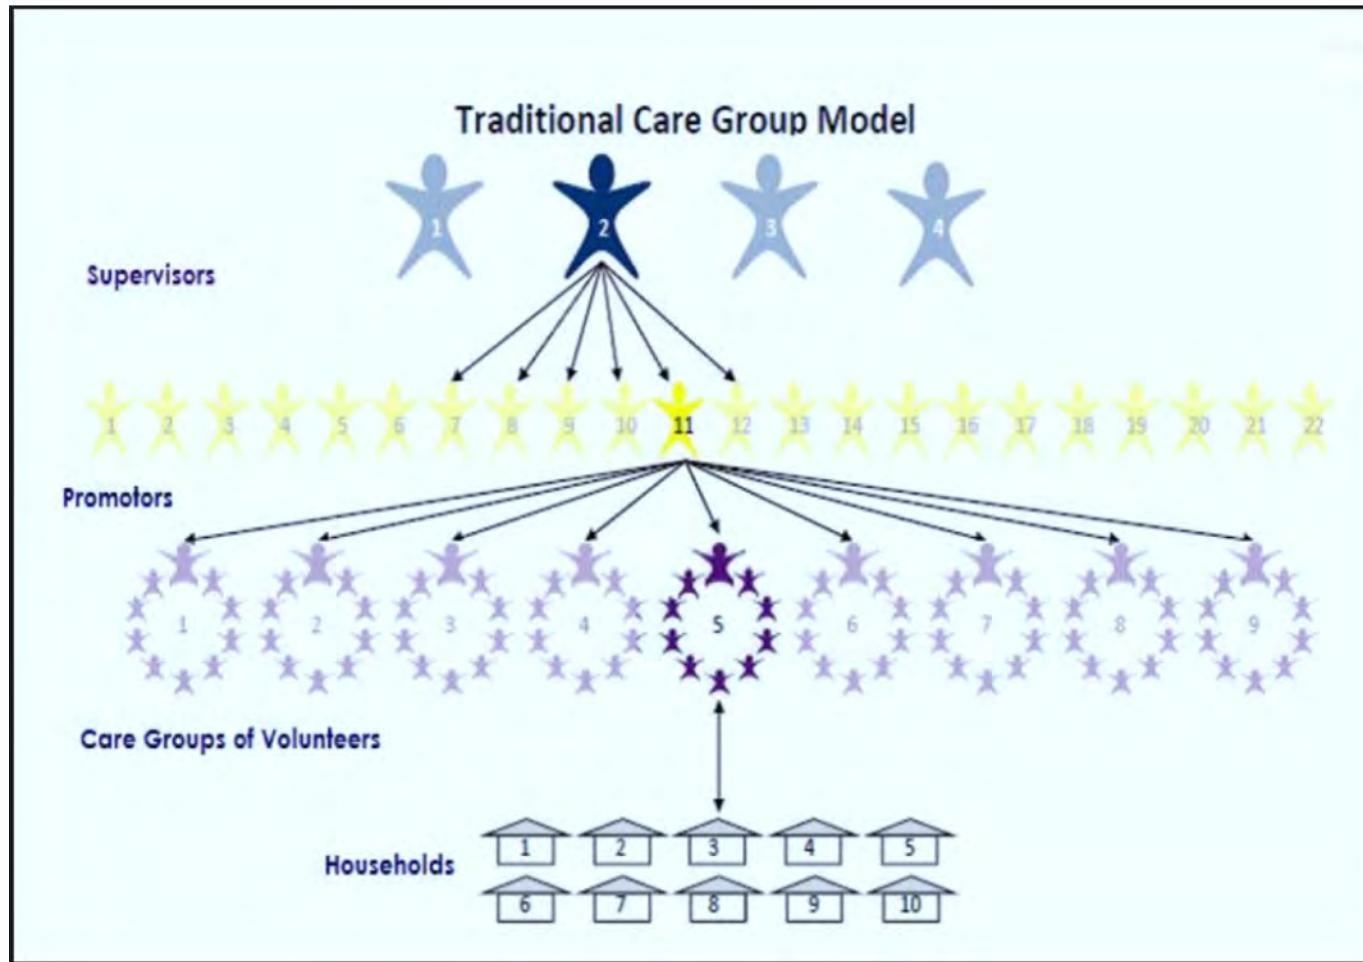 Traditional Care Group Model
1 2 3 4
Supervisors
1 2 3 4 5 6 7 8 9 10 11 12 13 14 15 16 17 18 19 20 21 22
Promotors
1 2 3 4 5 6 7 8 9
Care Groups of Volunteers
1 2 3 4 5
Households
6 7 8 9 10